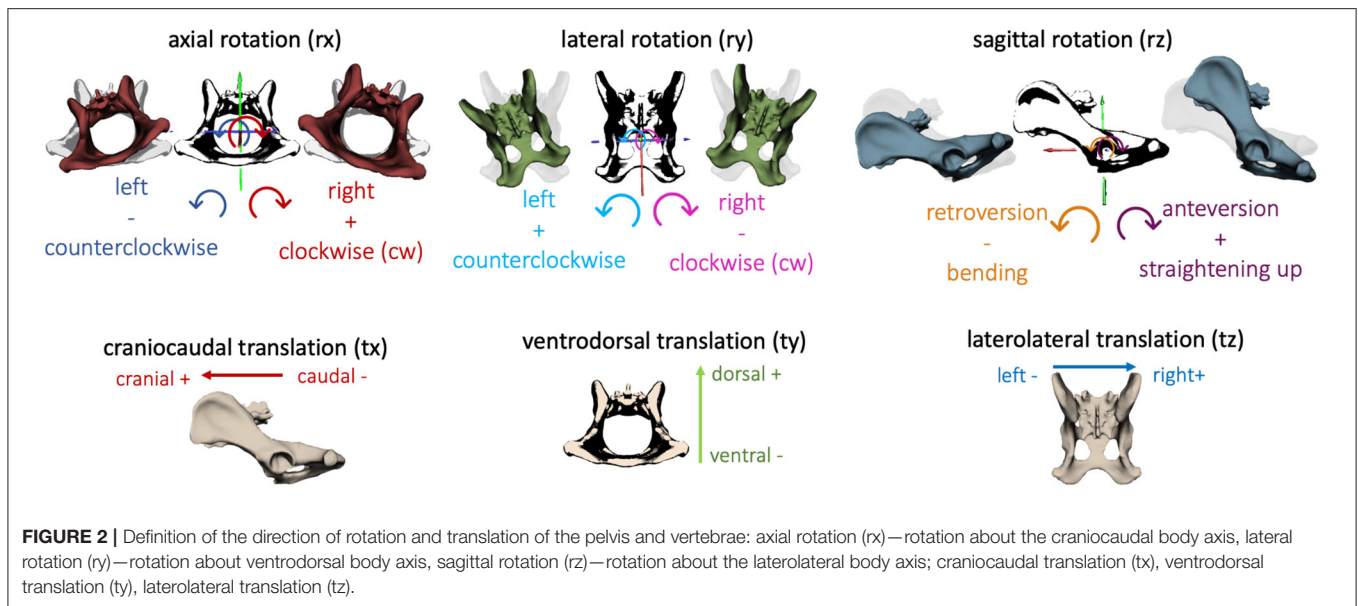 axial rotation (rx)
left
-
counterclockwise
right
+
clockwise (cw)
lateral rotation (ry)
left
+
counterclockwise
right
-
clockwise (cw)
sagittal rotation (rz)
retroversion
-
bending
anteversion
+
straightening up
craniocaudal translation (tx)
cranial + caudal -
ventrodorsal translation (ty)
dorsal +
ventral -
laterolateral translation (tz)
left - right+
FIGURE 2 | Definition of the direction of rotation and translation of the pelvis and vertebrae: axial rotation (rx)—rotation about the craniocaudal body axis, lateral
rotation (ry)—rotation about ventrodorsal body axis, sagittal rotation (rz)—rotation about the laterolateral body axis; craniocaudal translation (tx), ventrodorsal
translation (ty), laterolateral translation (tz).